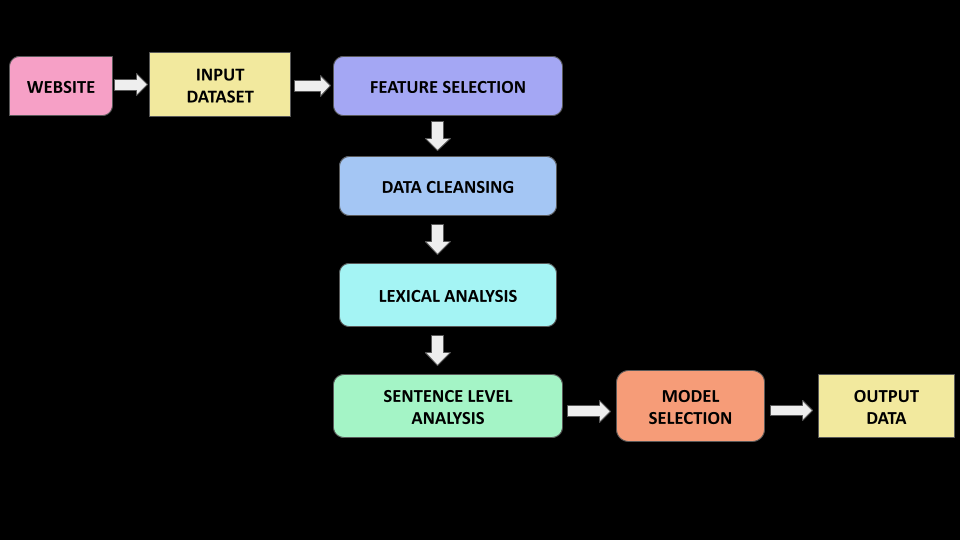 WEBSITE
INPUT
DATASET
FEATURE SELECTION
DATA CLEANSING
LEXICAL ANALYSIS
SENTENCE LEVEL
ANALYSIS
MODEL
SELECTION
OUTPUT
DATA